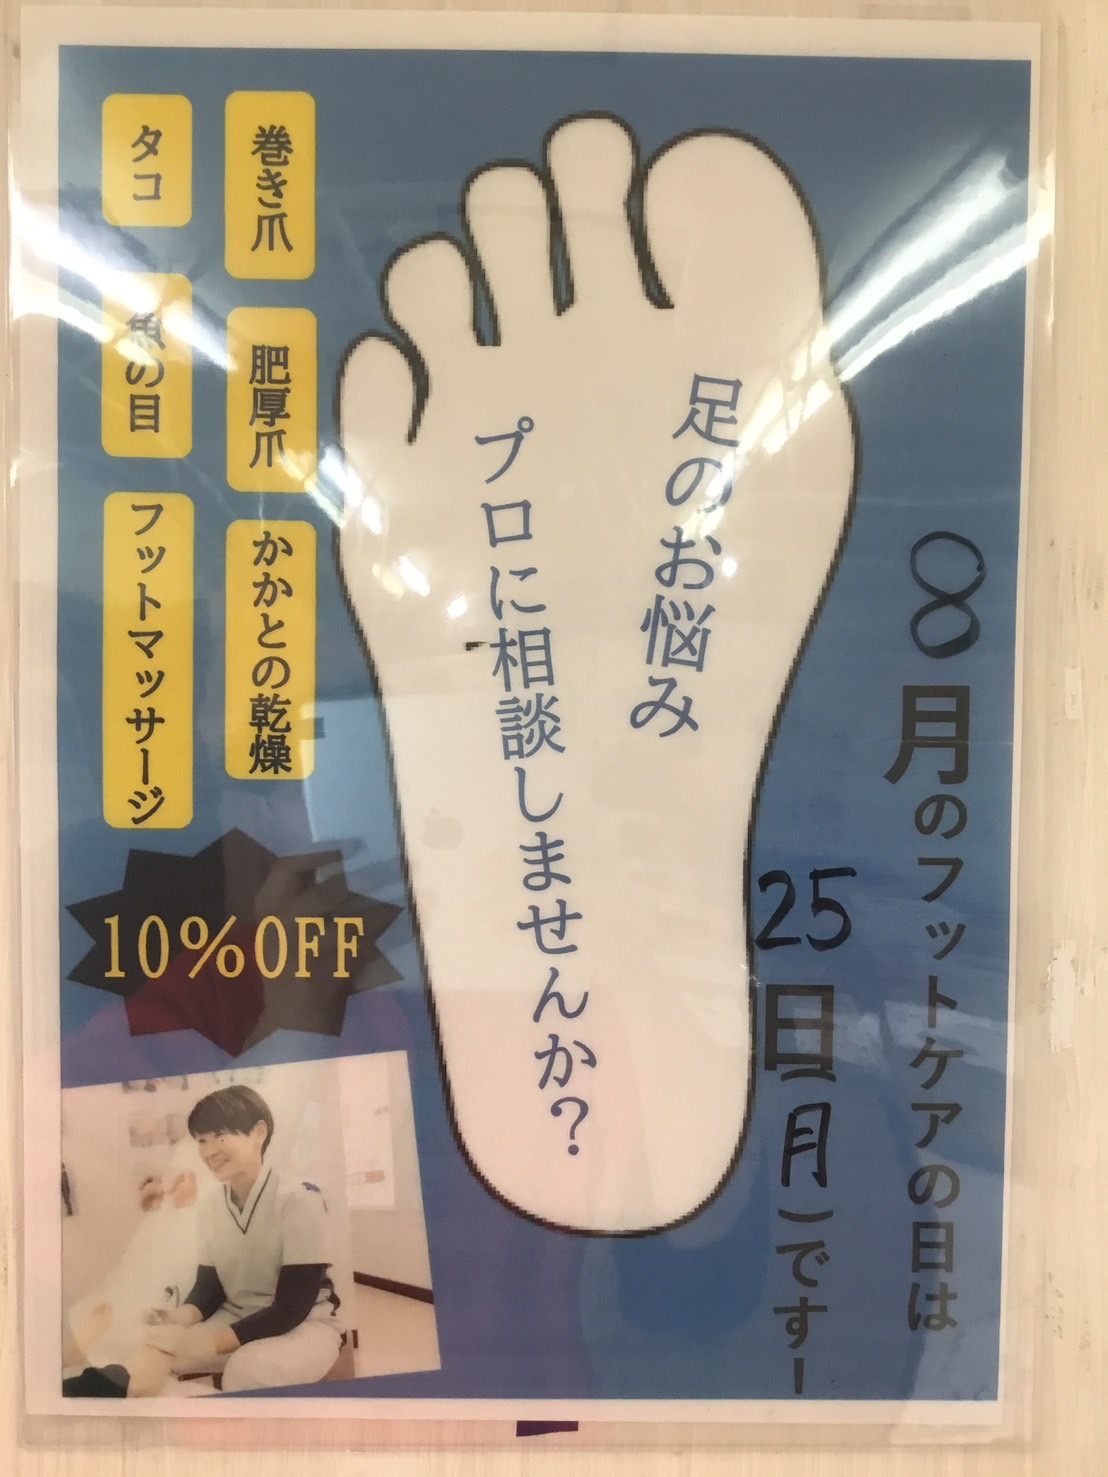 8月のフットケアの日は
25日(月)です!
足のお悩み
プロに相談しませんか?
巻き爪
肥厚爪
かかとの乾燥
タコ
魚の目
フットマッサージ
10%OFF